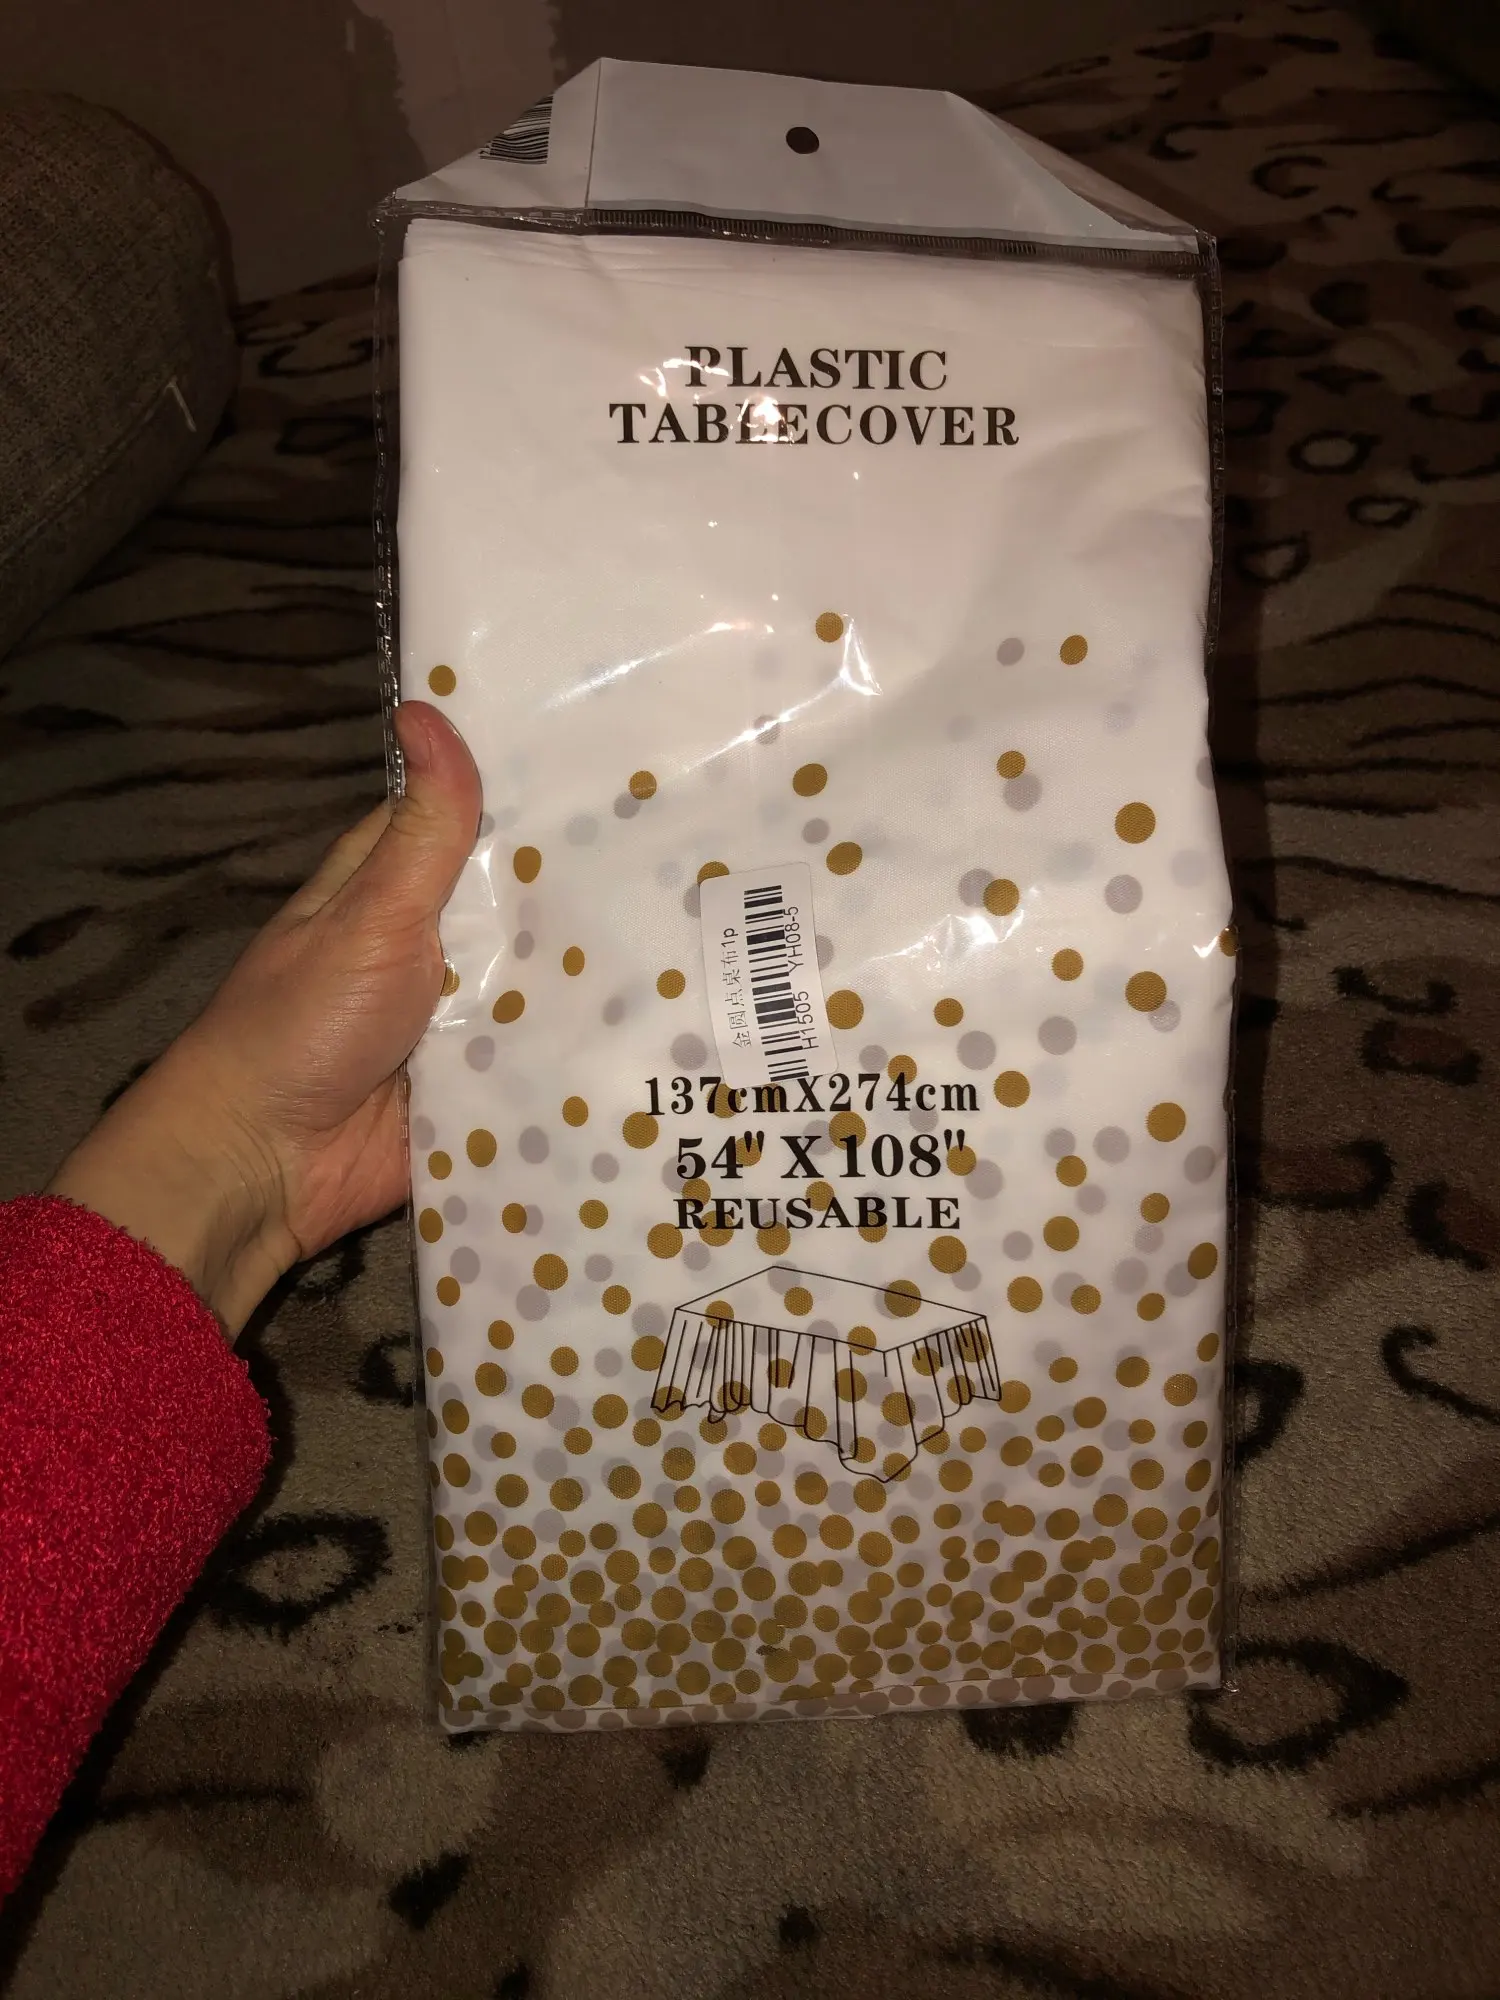 PLASTIC
TABLECOVER
金圆点桌布1p
H1505 YH08-5
137cmX274cm
54" X 108"
REUSABLE